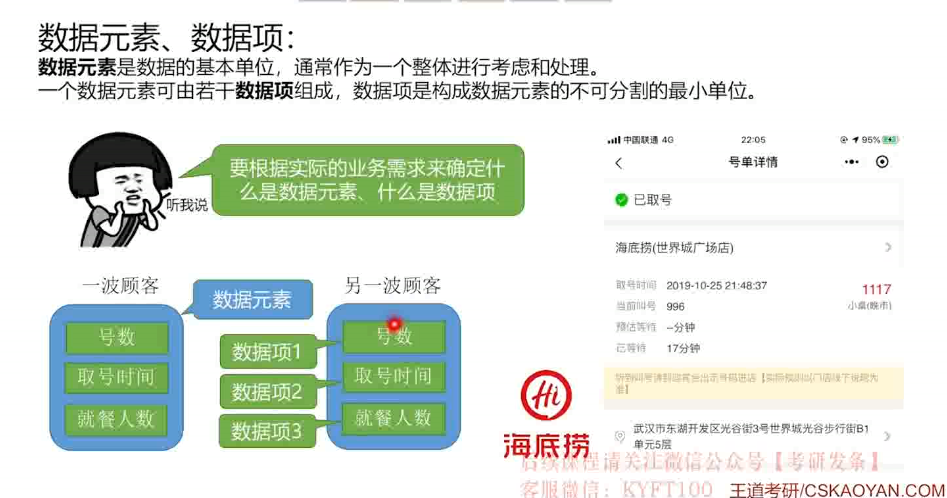 数据元素、数据项：
数据元素是数据的基本单位，通常作为一个整体进行考虑和处理。
一个数据元素可由若干数据项组成，数据项是构成数据元素的不可分割的最小单位。
听我说
要根据实际的业务需求来确定什
么是数据元素、什么是数据项
一波顾客
号数
取号时间
就餐人数
数据元素
另一波顾客
号数
取号时间
就餐人数
数据项1
数据项2
数据项3
中国联通 4G
22:05
95%
号单详情
已取号
海底捞(世界城广场店)
取号时间 2019-10-25 21:48:37
1117
当前叫号 996
小桌(晚市)
预估等待 --分钟
已等待 17分钟
武汉市东湖开发区光谷街3号世界城光谷步行街B1
单元5层
Hi
海底捞
后续课程请关注微信公众号【考研发条】
客服微信：KYFT100
王道考研/CSKAOYAN.COM